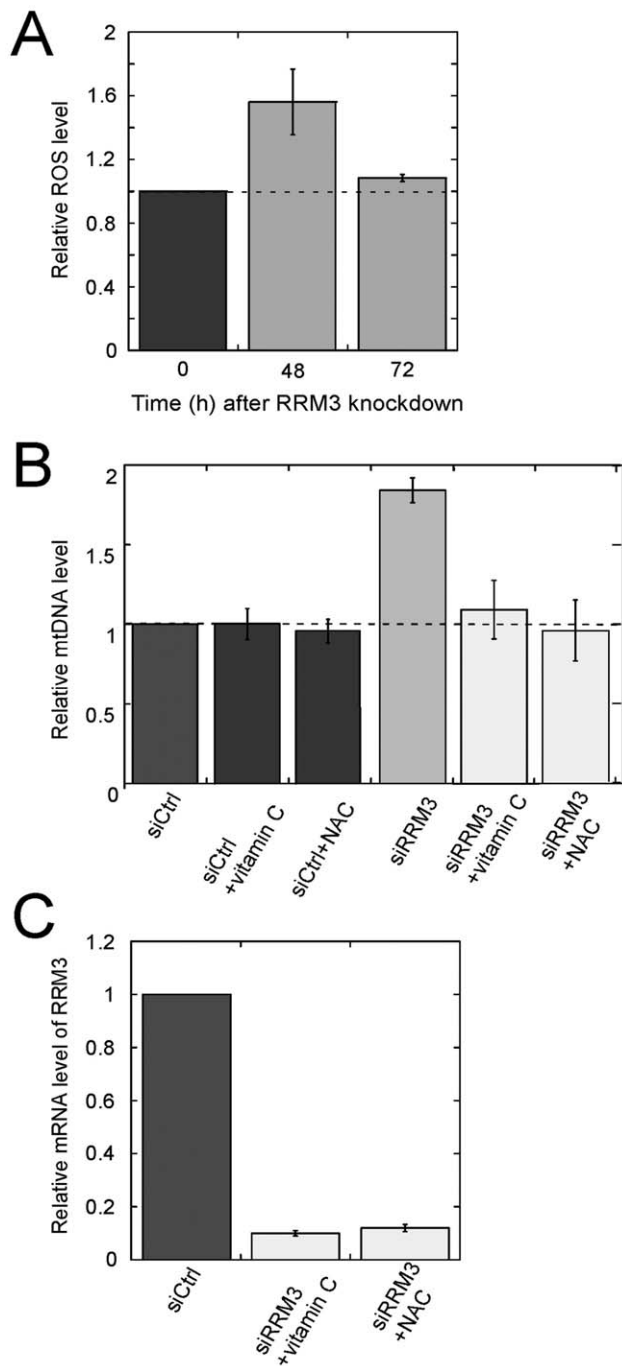 A
Relative ROS level
2
1.6
1.2
0.8
0.4
0
0
48
72
Time (h) after RRM3 knockdown
B
Relative mtDNA level
2
1.5
1
0.5
0
siCtrl
siCtrl
+vitamin C
siCtrl+NAC
siRRM3
siRRM3
+vitamin C
siRRM3
+NAC
C
Relative mRNA level of RRM3
1.2
1
0.8
0.6
0.4
0.2
0
siCtrl
siRRM3
+vitamin C
siRRM3
+NAC